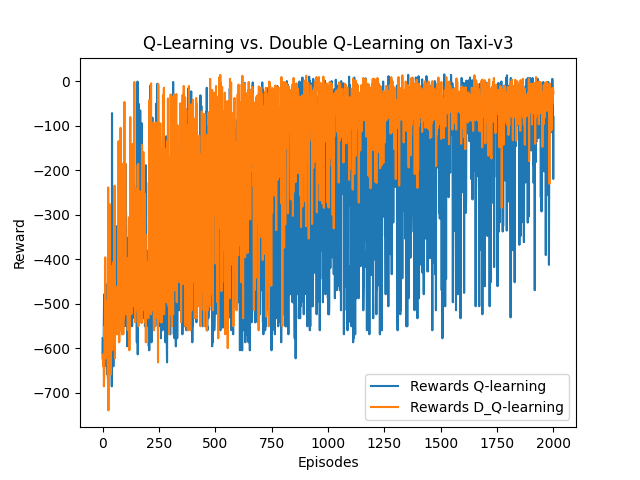 Q-Learning vs. Double Q-Learning on Taxi-v3
0
−100
−200
−300
−400
−500
−600
−700
Reward
0 250 500 750 1000 1250 1500 1750 2000
Episodes
Rewards Q-learning
Rewards D_Q-learning